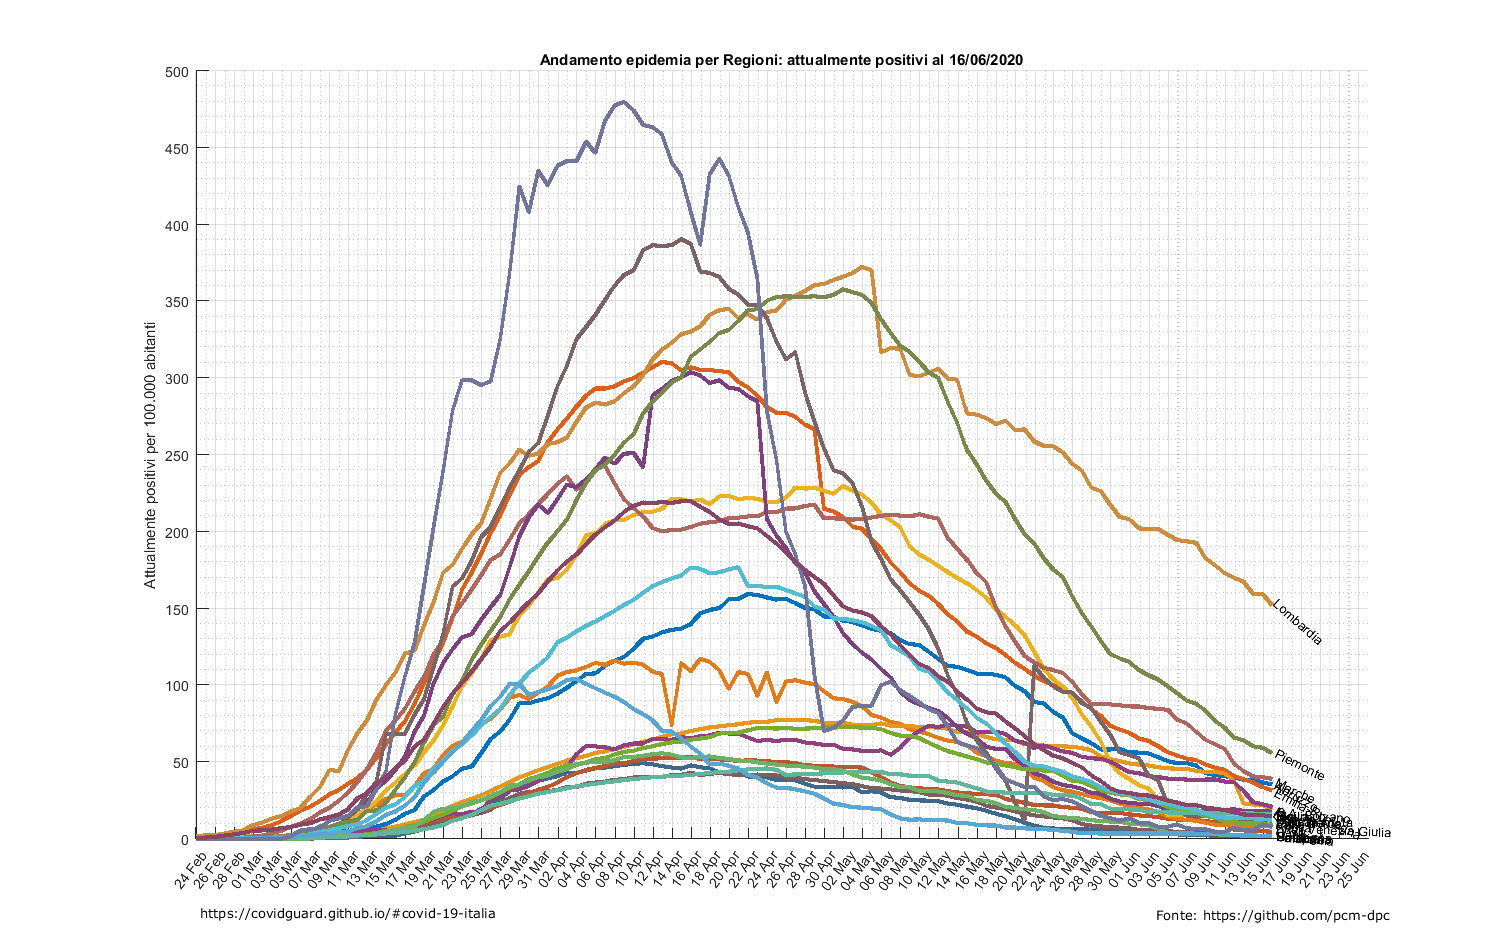 Andamento epidemia per Regioni: attualmente positivi al 16/06/2020
Attualmente positivi per 100.000 abitanti
500
450
400
350
300
250
200
150
100
50
0
Lombardia
Piemonte
Marche
24 Feb
26 Feb
28 Feb
01 Mar
03 Mar
05 Mar
07 Mar
09 Mar
11 Mar
13 Mar
15 Mar
17 Mar
19 Mar
21 Mar
23 Mar
25 Mar
27 Mar
29 Mar
31 Mar
02 Apr
04 Apr
06 Apr
08 Apr
10 Apr
12 Apr
14 Apr
16 Apr
18 Apr
20 Apr
22 Apr
24 Apr
26 Apr
28 Apr
30 Apr
02 May
04 May
06 May
08 May
10 May
12 May
14 May
16 May
18 May
20 May
22 May
24 May
26 May
28 May
30 May
01 Jun
03 Jun
05 Jun
07 Jun
09 Jun
11 Jun
13 Jun
15 Jun
17 Jun
19 Jun
21 Jun
23 Jun
25 Jun
https://covidguard.github.io/#covid-19-italia
Fonte: https://github.com/pcm-dpc